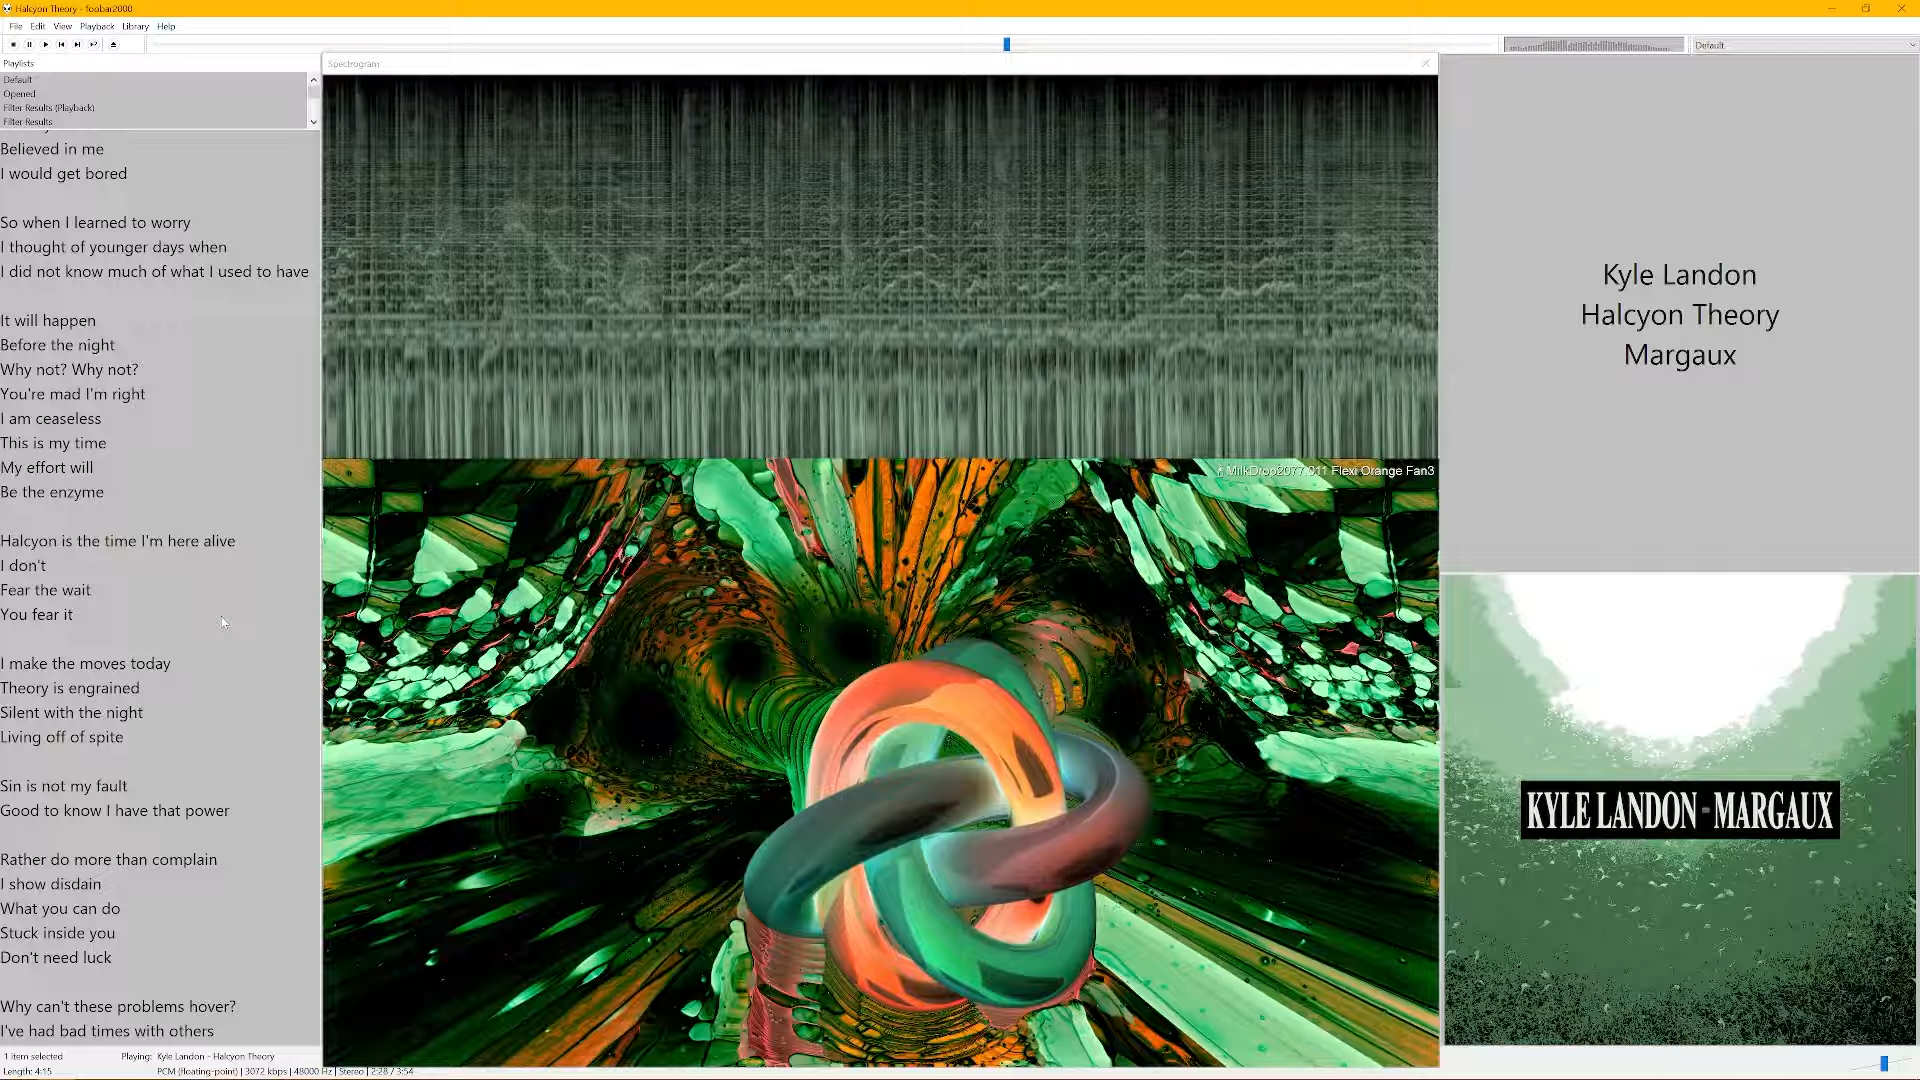 Halcyon Theory - foobar2000
File Edit View Playback Library Help
Default
Playlists
Default
Opened
Filter Results (Playback)
Filter Results
Believed in me
I would get bored
So when I learned to worry
I thought of younger days when
I did not know much of what I used to have
It will happen
Before the night
Why not? Why not?
You're mad I'm right
I am ceaseless
This is my time
My effort will
Be the enzyme
Halcyon is the time I'm here alive
I don't
Fear the wait
You fear it
I make the moves today
Theory is engrained
Silent with the night
Living off of spite
Sin is not my fault
Good to know I have that power
Rather do more than complain
I show disdain
What you can do
Stuck inside you
Don't need luck
Why can't these problems hover?
I've had bad times with others
Spectrogram
MilkDrop2077.011 Flexi Orange Fan3
Kyle Landon
Halcyon Theory
Margaux
KYLE LANDON - MARGAUX
1 item selected
Playing: Kyle Landon - Halcyon Theory
Length: 4:15
PCM (floating-point) | 3072 kbps | 48000 Hz | Stereo | 2:28 / 3:54